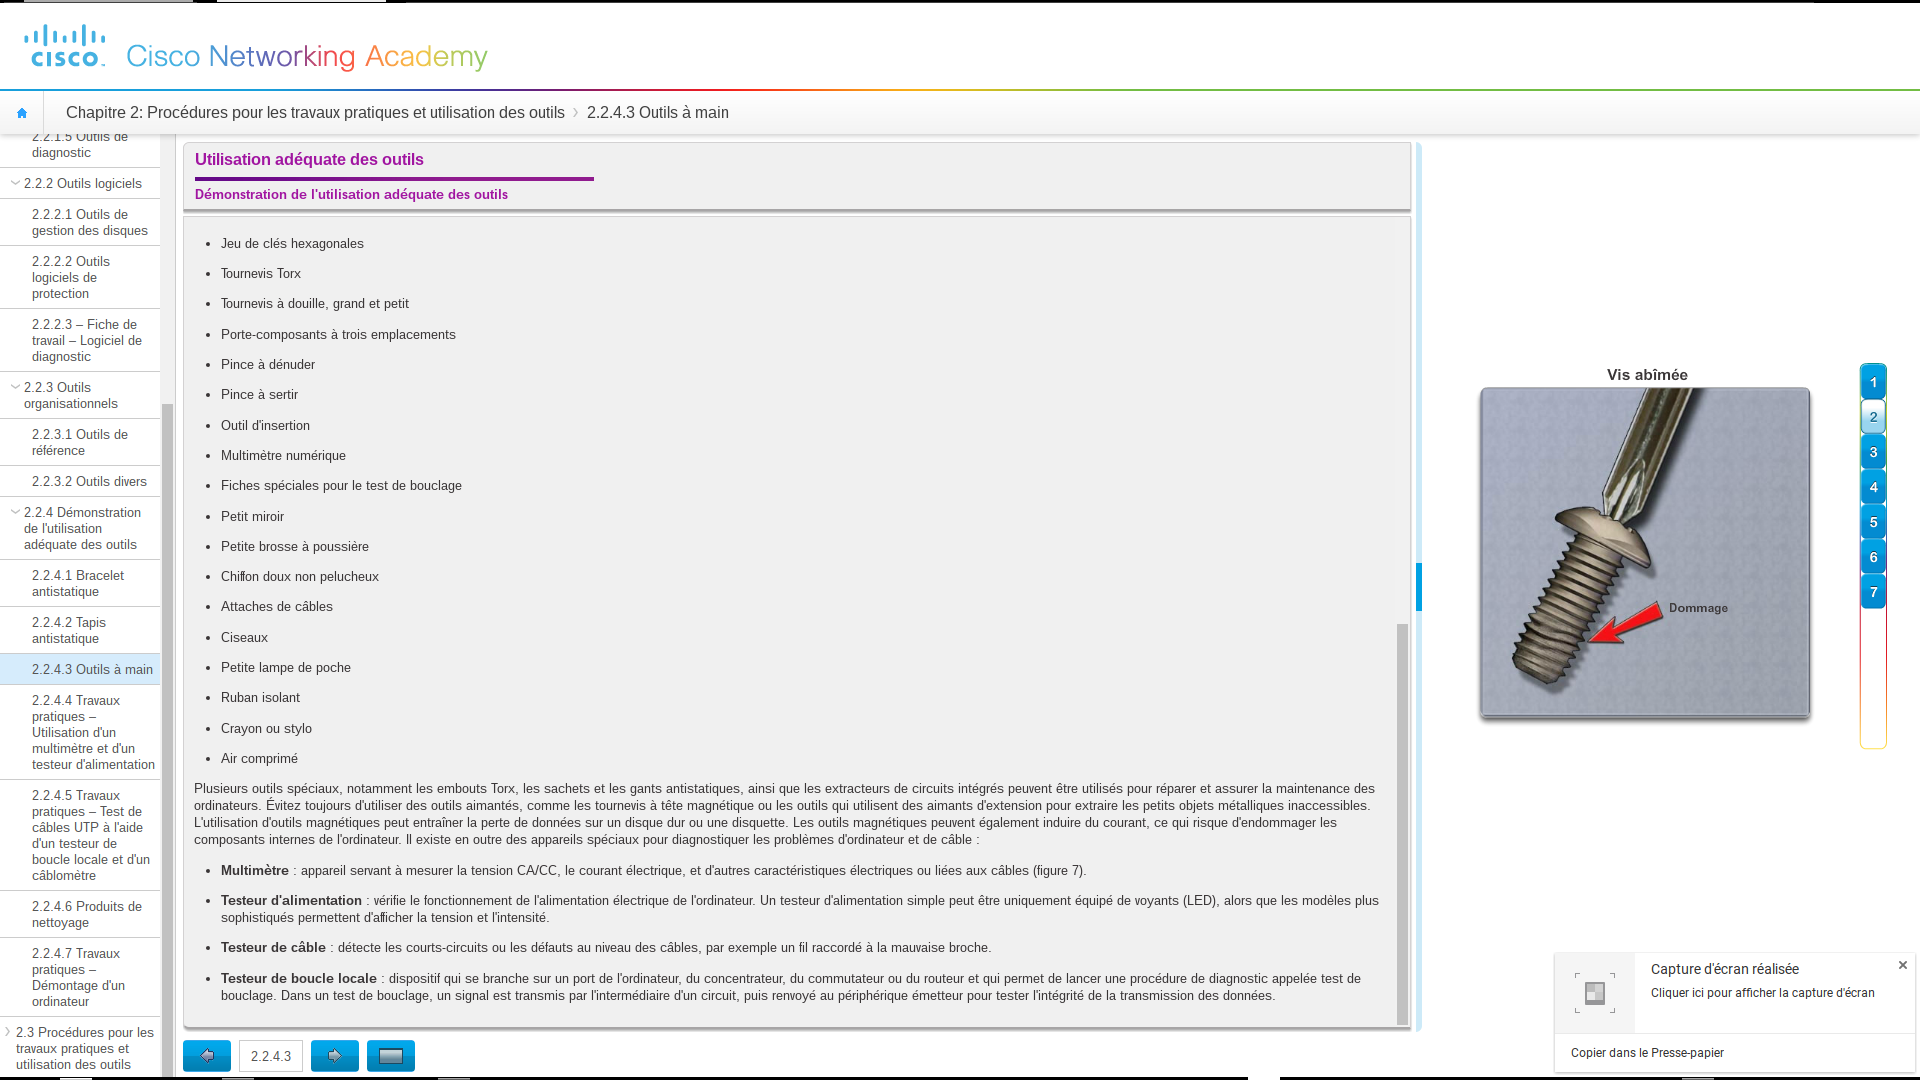 cisco
Cisco Networking Academy
Chapitre 2: Procédures pour les travaux pratiques et utilisation des outils
2.2.4.3 Outils à main
2.2.1.5 Outils de
diagnostic
2.2.2 Outils logiciels
2.2.2.1 Outils de
gestion des disques
2.2.2.2 Outils
logiciels de
protection
2.2.2.3 – Fiche de
travail – Logiciel de
diagnostic
2.2.3 Outils
organisationnels
2.2.3.1 Outils de
référence
2.2.3.2 Outils divers
2.2.4 Démonstration
de l'utilisation
adéquate des outils
2.2.4.1 Bracelet
antistatique
2.2.4.2 Tapis
antistatique
2.2.4.3 Outils à main
2.2.4.4 Travaux
pratiques –
Utilisation d'un
multimètre et d'un
testeur d'alimentation
2.2.4.5 Travaux
pratiques – Test de
câbles UTP à l'aide
d'un testeur de
boucle locale et d'un
câblomètre
2.2.4.6 Produits de
nettoyage
2.2.4.7 Travaux
pratiques –
Démontage d'un
ordinateur
2.3 Procédures pour les
travaux pratiques et
utilisation des outils
Utilisation adéquate des outils
Démonstration de l'utilisation adéquate des outils
• Jeu de clés hexagonales
• Tournevis Torx
• Tournevis à douille, grand et petit
• Porte-composants à trois emplacements
• Pince à dénuder
• Pince à sertir
• Outil d'insertion
• Multimètre numérique
• Fiches spéciales pour le test de bouclage
• Petit miroir
• Petite brosse à poussière
• Chiffon doux non pelucheux
• Attaches de câbles
• Ciseaux
• Petite lampe de poche
• Ruban isolant
• Crayon ou stylo
• Air comprimé
Plusieurs outils spéciaux, notamment les embouts Torx, les sachets et les gants antistatiques, ainsi que les extracteurs de circuits intégrés peuvent être utilisés pour réparer et assurer la maintenance des
ordinateurs. Évitez toujours d'utiliser des outils aimantés, comme les tournevis à tête magnétique ou les outils qui utilisent des aimants d'extension pour extraire les petits objets métalliques inaccessibles.
L'utilisation d'outils magnétiques peut entraîner la perte de données sur un disque dur ou une disquette. Les outils magnétiques peuvent également induire du courant, ce qui risque d'endommager les
composants internes de l'ordinateur. Il existe en outre des appareils spéciaux pour diagnostiquer les problèmes d'ordinateur et de câble :
• Multimètre : appareil servant à mesurer la tension CA/CC, le courant électrique, et d'autres caractéristiques électriques ou liées aux câbles (figure 7).
• Testeur d'alimentation : vérifie le fonctionnement de l'alimentation électrique de l'ordinateur. Un testeur d'alimentation simple peut être uniquement équipé de voyants (LED), alors que les modèles plus
sophistiqués permettent d'afficher la tension et l'intensité.
• Testeur de câble : détecte les courts-circuits ou les défauts au niveau des câbles, par exemple un fil raccordé à la mauvaise broche.
• Testeur de boucle locale : dispositif qui se branche sur un port de l'ordinateur, du concentrateur, du commutateur ou du routeur et qui permet de lancer une procédure de diagnostic appelée test de
bouclage. Dans un test de bouclage, un signal est transmis par l'intermédiaire d'un circuit, puis renvoyé au périphérique émetteur pour tester l'intégrité de la transmission des données.
2.2.4.3
Vis abîmée
Dommage
1
2
3
4
5
6
7
Capture d'écran réalisée
Cliquer ici pour afficher la capture d'écran
Copier dans le Presse-papier